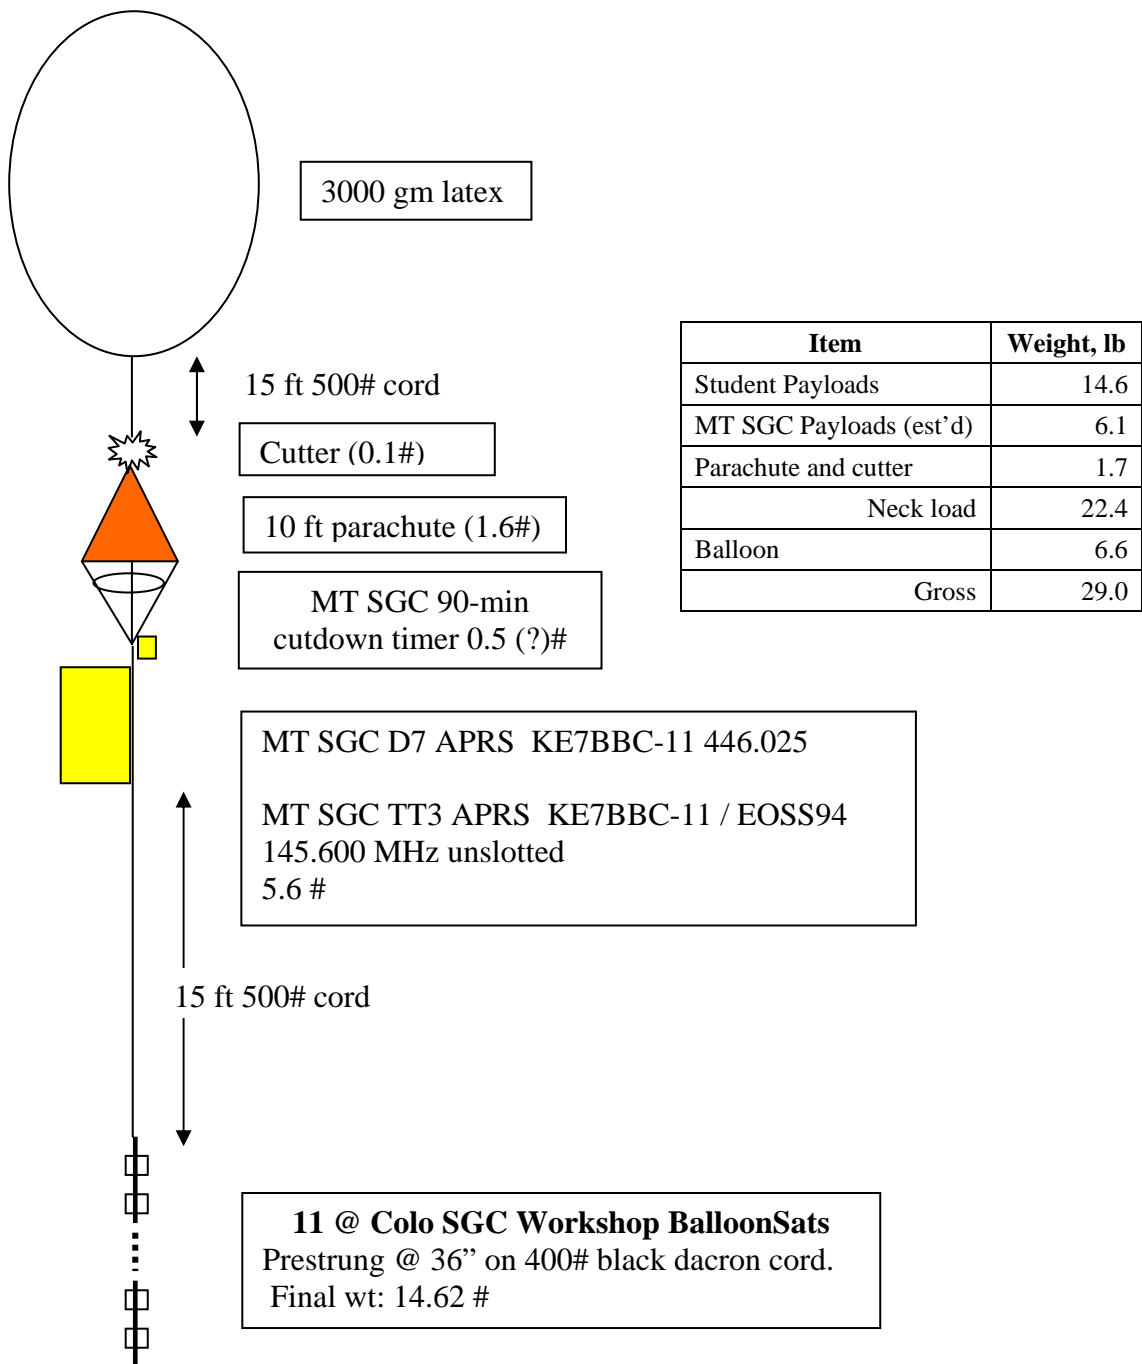 3000 gm latex
15 ft 500# cord
Cutter (0.1#)
10 ft parachute (1.6#)
MT SGC 90-min
cutdown timer 0.5 (?)#
Item Weight, lb
Student Payloads 14.6
MT SGC Payloads (est’d) 6.1
Parachute and cutter 1.7
Neck load 22.4
Balloon 6.6
Gross 29.0
MT SGC D7 APRS KE7BBC-11 446.025
MT SGC TT3 APRS KE7BBC-11 / EOSS94
145.600 MHz unslotted
5.6 #
15 ft 500# cord
11 @ Colo SGC Workshop BalloonSats
Prestrung @ 36” on 400# black dacron cord.
Final wt: 14.62 #